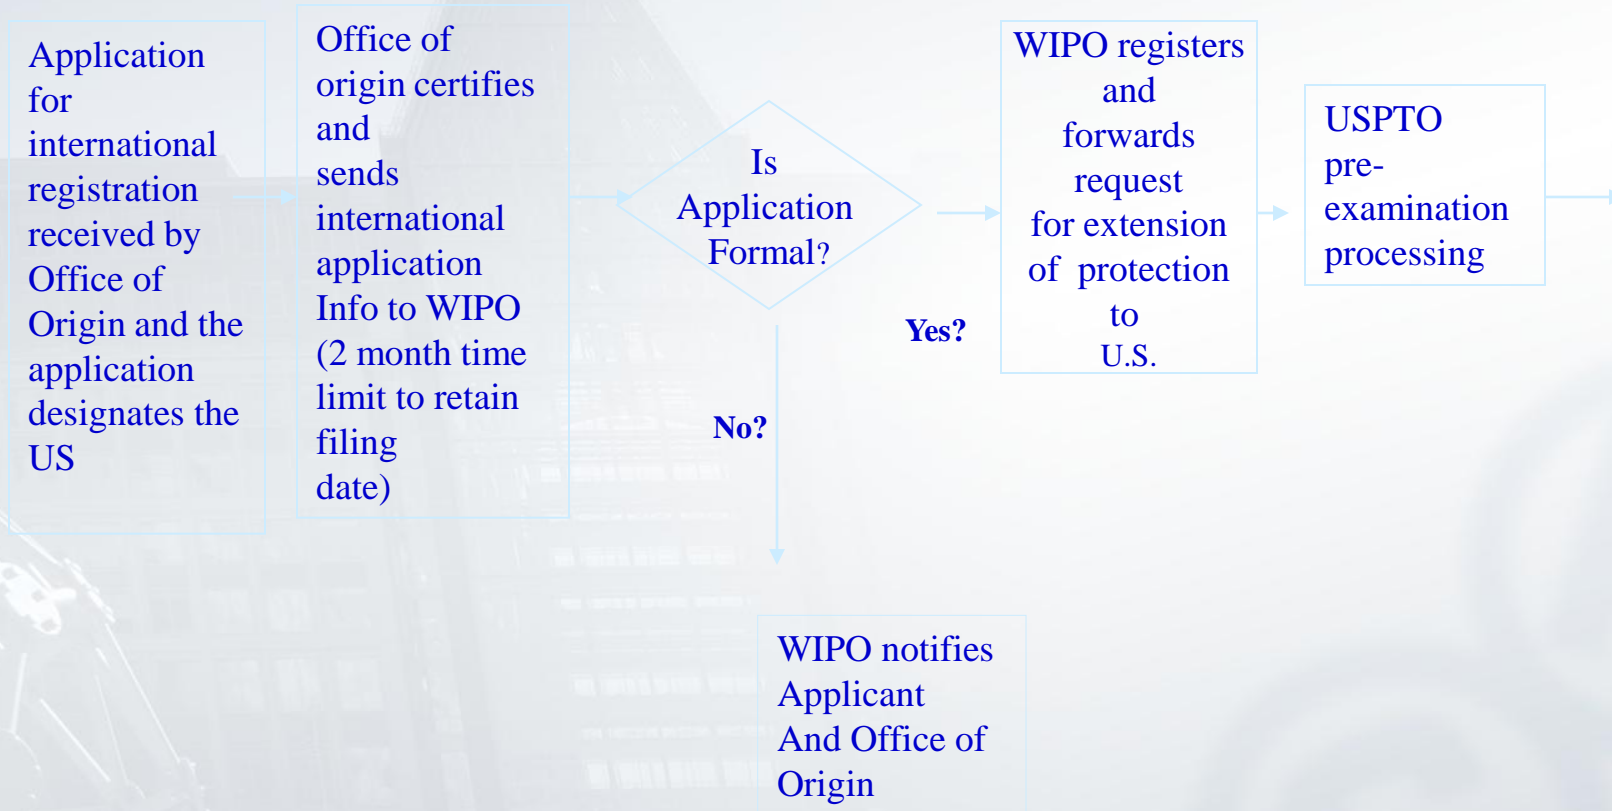 Application
for
international
registration
received by
Office of
Origin and the
application
designates the
US
Office of
origin certifies
and
sends
international
application
Info to WIPO
(2 month time
limit to retain
filing
date)
Is
Application
Formal?
Yes?
No?
WIPO registers
and
forwards
request
for extension
of protection
to
U.S.
USPTO
pre-
examination
processing
WIPO notifies
Applicant
And Office of
Origin